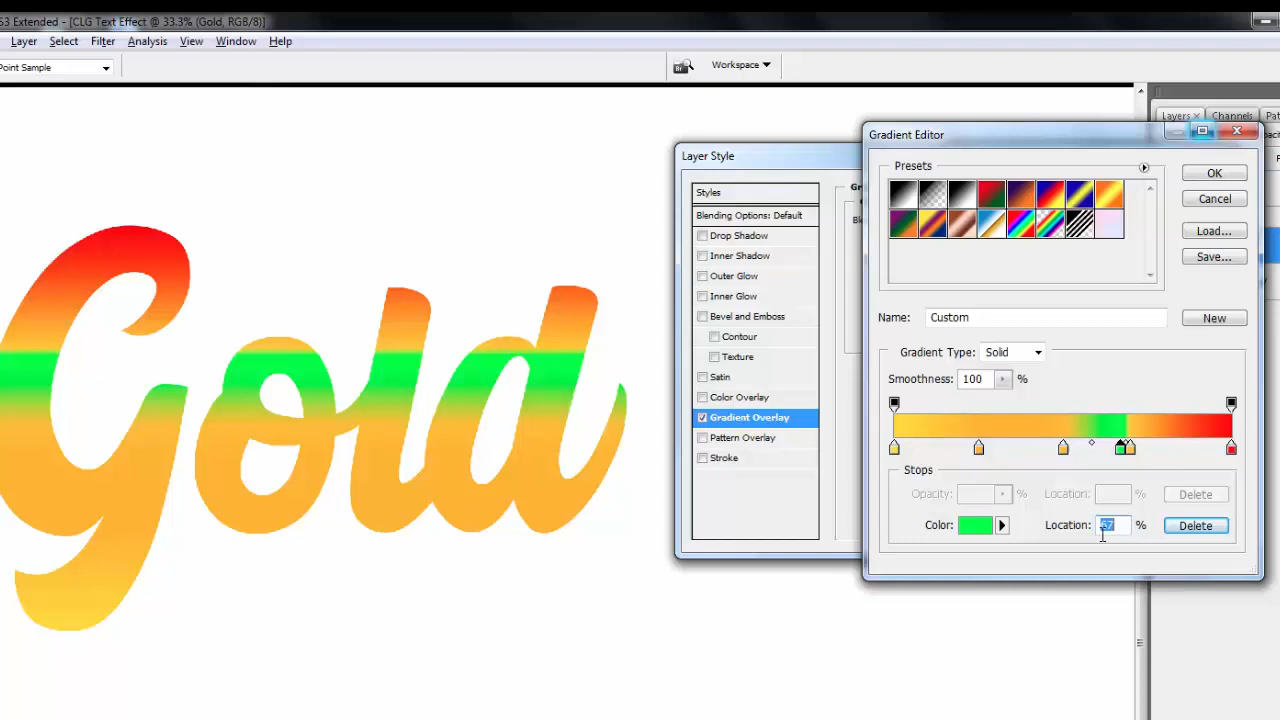 S3 Extended - [CLG Text Effect @ 33.3% (Gold, RGB/8)]
Layer Select Filter Analysis View Window Help
Point Sample
Workspace
Layers Channels Pat
Gradient Editor
Layer Style
Presets
OK
Styles
Cancel
Blending Options: Default
Load...
Drop Shadow
Inner Shadow
Save...
Outer Glow
Inner Glow
Name: Custom
New
Bevel and Emboss
Contour
Gradient Type: Solid
Texture
Satin
Smoothness: 100 %
Color Overlay
Gradient Overlay
Pattern Overlay
Stroke
Stops
Opacity: % Location: % Delete
Color: Location: 67 % Delete
Gold